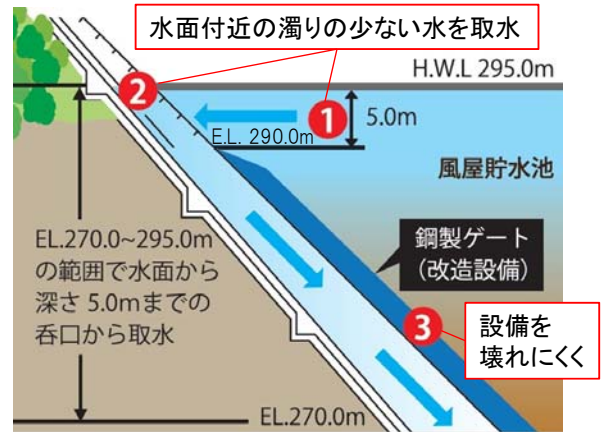 水面付近の濁りの少ない水を取水
H.W.L 295.0m
2
1
5.0m
E.L. 290.0m
風屋貯水池
EL.270.0~295.0m
の範囲で水面から
深さ 5.0mまでの
呑口から取水
鋼製ゲート
(改造設備)
3
設備を
壊れにくく
EL.270.0m